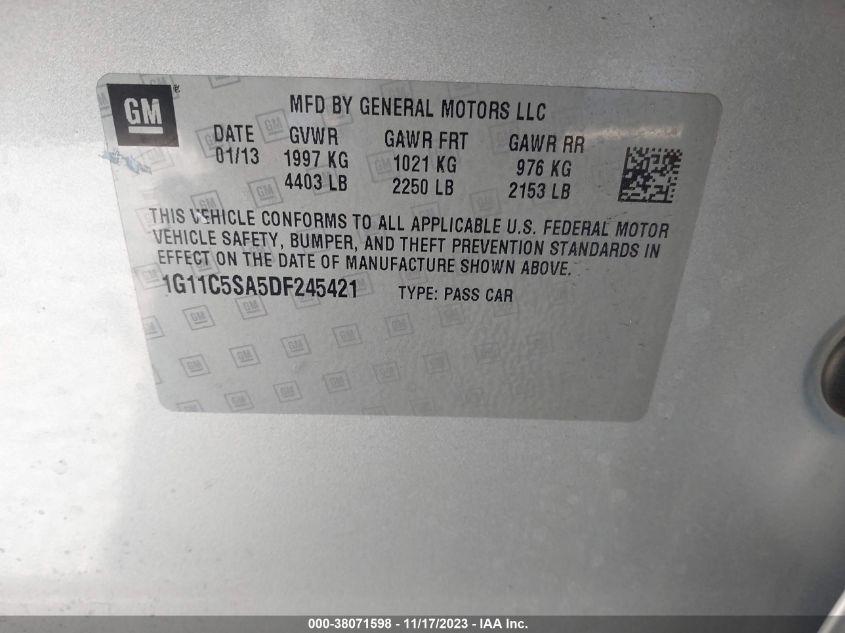 GM
MFD BY GENERAL MOTORS LLC
DATE GVWR GAWR FRT GAWR RR
01/13 1997 KG 1021 KG 976 KG
4403 LB 2250 LB 2153 LB
THIS VEHICLE CONFORMS TO ALL APPLICABLE U.S. FEDERAL MOTOR
VEHICLE SAFETY, BUMPER, AND THEFT PREVENTION STANDARDS IN
EFFECT ON THE DATE OF MANUFACTURE SHOWN ABOVE.
1G11C5SA5DF245421 TYPE: PASS CAR
000-38071598 - 11/17/2023 - IAA Inc.